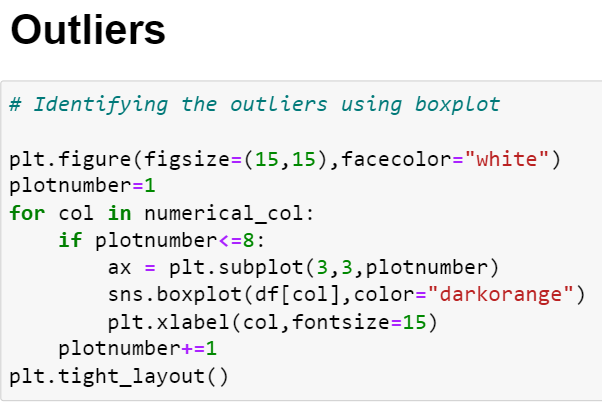 Outliers
# Identifying the outliers using boxplot
plt.figure(figsize=(15,15),facecolor="white")
plotnumber=1
for col in numerical_col:
    if plotnumber<=8:
        ax = plt.subplot(3,3,plotnumber)
        sns.boxplot(df[col],color="darkorange")
        plt.xlabel(col,fontsize=15)
    plotnumber+=1
plt.tight_layout()